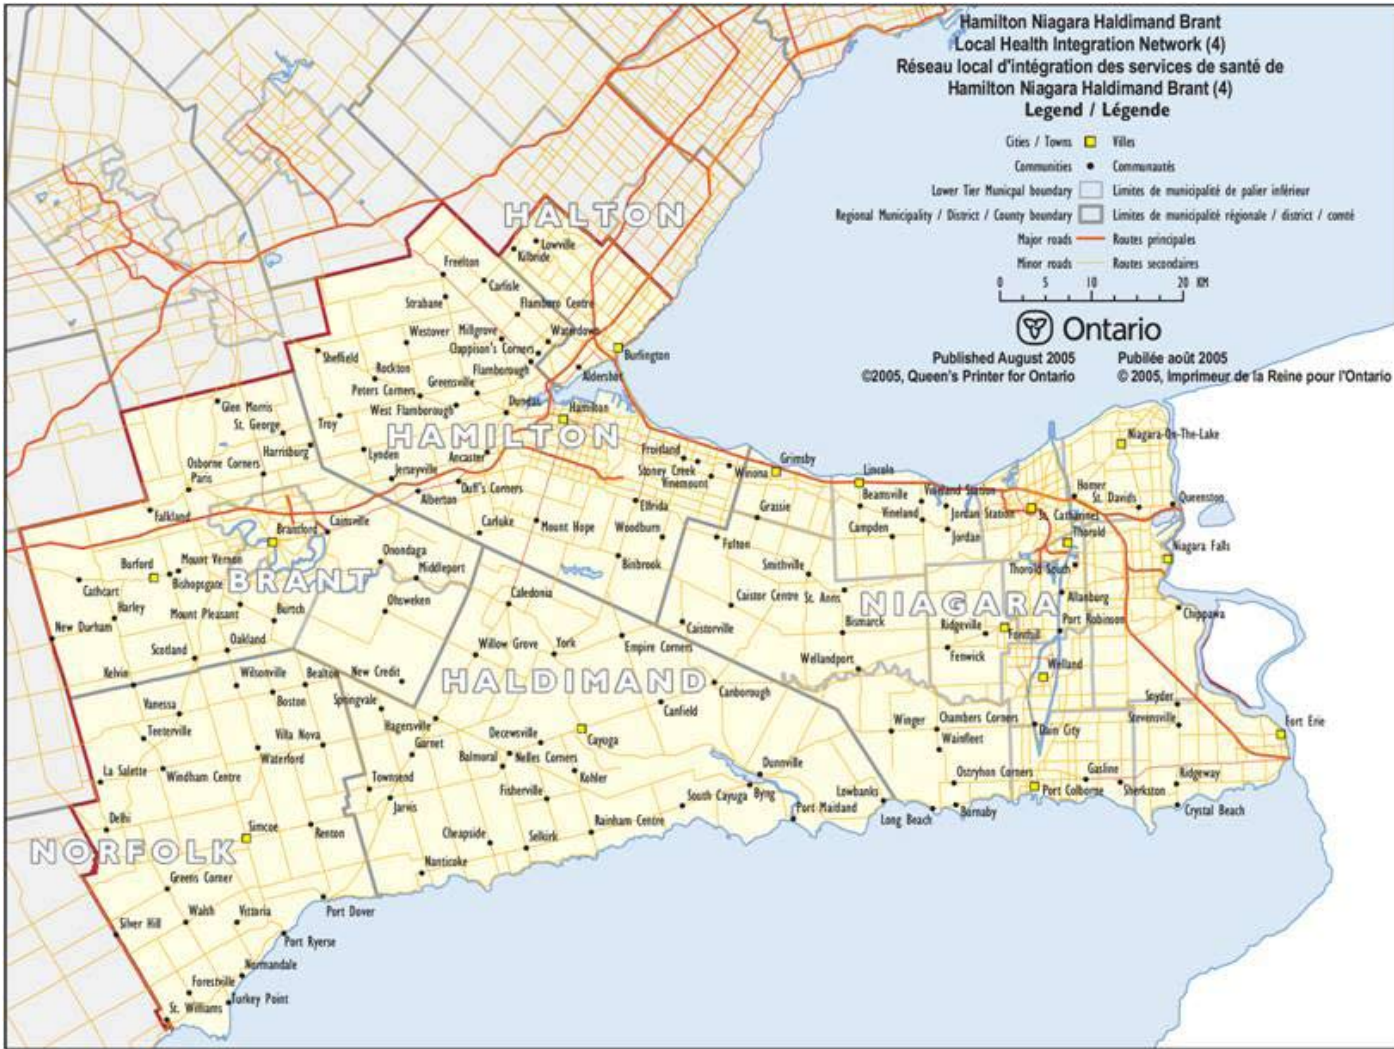 Hamilton Niagara Haldimand Brant
Local Health Integration Network (4)
Réseau local d'intégration des services de santé de
Hamilton Niagara Haldimand Brant (4)
Legend / Légende
Cities / Towns Villes
Communities Communautés
Lower Tier Municpal boundary Limites de municipalité de palier inférieur
Regional Municipality / District / County boundary Limites de municipalité régionale / district / comté
Major roads Routes principales
Minor roads Routes secondaires
0 5 10 20 KM
Ontario
Published August 2005 Publiée août 2005
©2005, Queen's Printer for Ontario © 2005, Imprimeur de la Reine pour l'Ontario
HALTON
Lowville
Kilbride
Freelton
Carlisle
Strabane
Flamboro Centre
Westover
Millgrove
Waterdown
Clappison's Corners
Burlington
Sheffield
Rockton
Flamborough
Aldershot
Peters Corners
Greensville
Glen Morris
West Flamborough
Dundas
Hamilton
St. George
Troy
HAMILTON
Niagara-On-The-Lake
Harrisburg
Lynden
Ancaster
Fruitland
Grimsby
Osborne Corners
Jerseyville
Stoney Creek
Winona
Lincoln
Paris
Duff's Corners
Vinemount
Beamsville
Vineland Station
Homer
St. Davids
Queenston
Alberton
Elfrida
Grassie
Vineland
Jordan Station
St. Catharines
Falkland
Cainsville
Brantford
Carluke
Mount Hope
Woodburn
Campden
Jordan
Thorold
Fulton
Niagara Falls
Onondaga
Burford
Mount Vernon
Middleport
Binbrook
Smithville
Thorold South
Bishopsgate
BRANT
Cathcart
Harley
Mount Pleasant
Burtch
Ohsweken
Caledonia
Caistor Centre
St. Anns
NIAGARA
Allanburg
Chippawa
New Durham
Caistorville
Bismarck
Ridgeville
Fonthill
Port Robinson
Oakland
Scotland
Willow Grove
York
Empire Corners
Fenwick
Wellandport
Welland
Kelvin
Wilsonville
Bealton
New Credit
HALDIMAND
Canborough
Vanessa
Boston
Springvale
Canfield
Snyder
Hagersville
Winger
Chambers Corners
Stevensville
Fort Erie
Teeterville
Villa Nova
Decewsville
Cayuga
Dain City
Garnet
Wainfleet
Waterford
Balmoral
Nelles Corners
La Salette
Windham Centre
Townsend
Kohler
Dunnville
Ostryhon Corners
Gasline
Ridgeway
Fisherville
Byng
Lowbanks
Port Colborne
Sherkston
Jarvis
South Cayuga
Port Maitland
Long Beach
Burnaby
Crystal Beach
Delhi
Simcoe
Renton
Cheapside
Selkirk
Rainham Centre
NORFOLK
Nanticoke
Greens Corner
Silver Hill
Walsh
Vittoria
Port Dover
Port Ryerse
Normandale
Forestville
St. Williams
Turkey Point